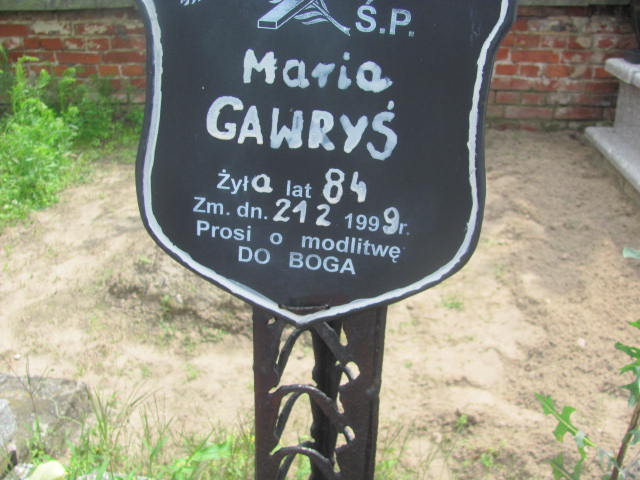 Ś.P.
Maria
GAWRYŚ
Żyła lat 84
Zm. dn. 21 2 1999r.
Prosi o modlitwę
DO BOGA